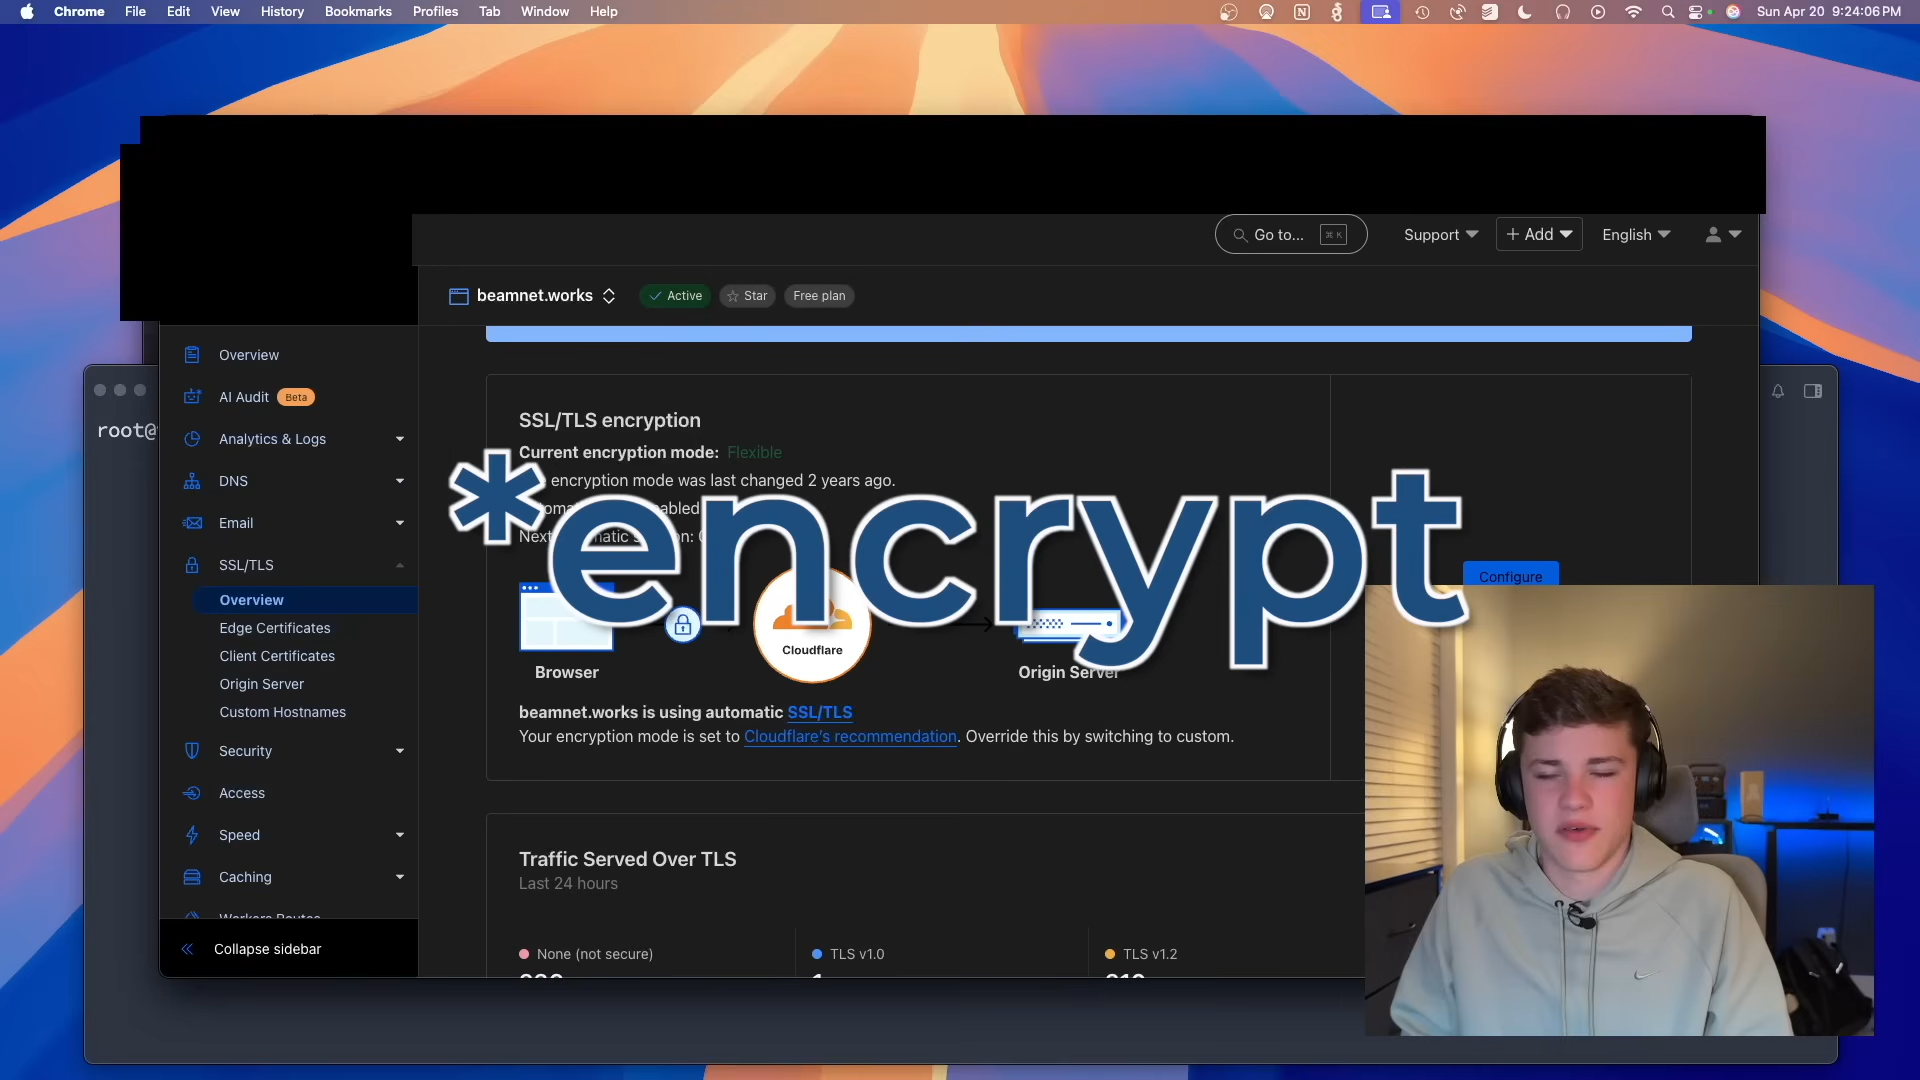 Chrome File Edit View History Bookmarks Profiles Tab Window Help
Sun Apr 20 9:24:06 PM
Go to... ⌘ K
Support
+ Add
English
beamnet.works
Active
Star
Free plan
root@
Overview
AI Audit Beta
Analytics & Logs
DNS
Email
SSL/TLS
Overview
Edge Certificates
Client Certificates
Origin Server
Custom Hostnames
Security
Access
Speed
Caching
Workers Routes
Collapse sidebar
SSL/TLS encryption
Current encryption mode: Flexible
encryption mode was last changed 2 years ago.
Next
*encrypt
Configure
Browser
Cloudflare
Origin Server
beamnet.works is using automatic SSL/TLS
Your encryption mode is set to Cloudflare's recommendation. Override this by switching to custom.
Traffic Served Over TLS
Last 24 hours
None (not secure)
TLS v1.0
TLS v1.2